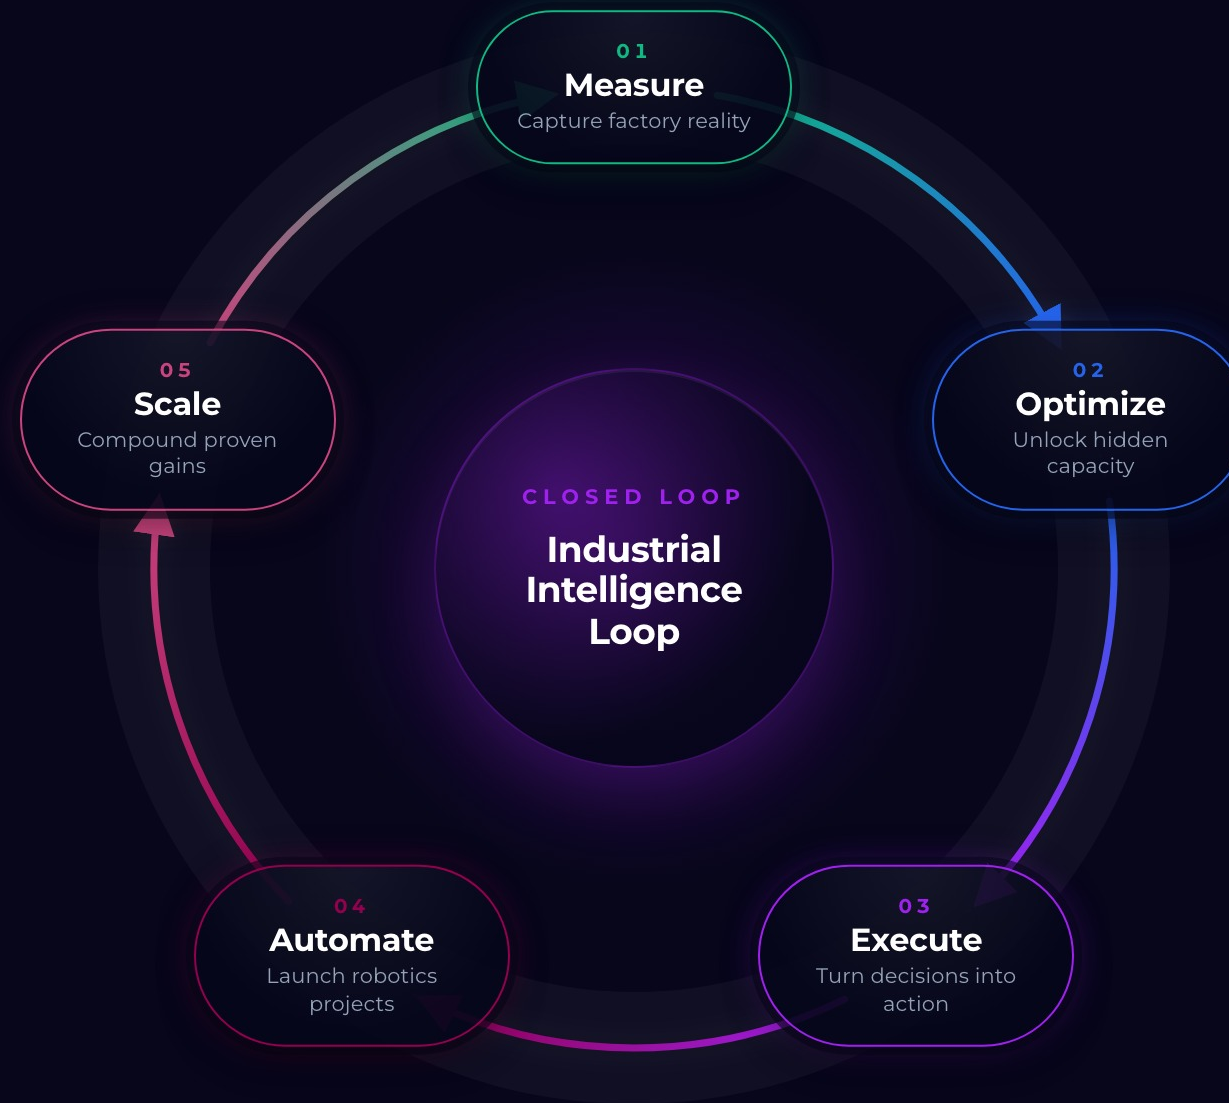 01
Measure
Capture factory reality
02
Optimize
Unlock hidden
capacity
03
Execute
Turn decisions into
action
04
Automate
Launch robotics
projects
05
Scale
Compound proven
gains
CLOSED LOOP
Industrial
Intelligence
Loop